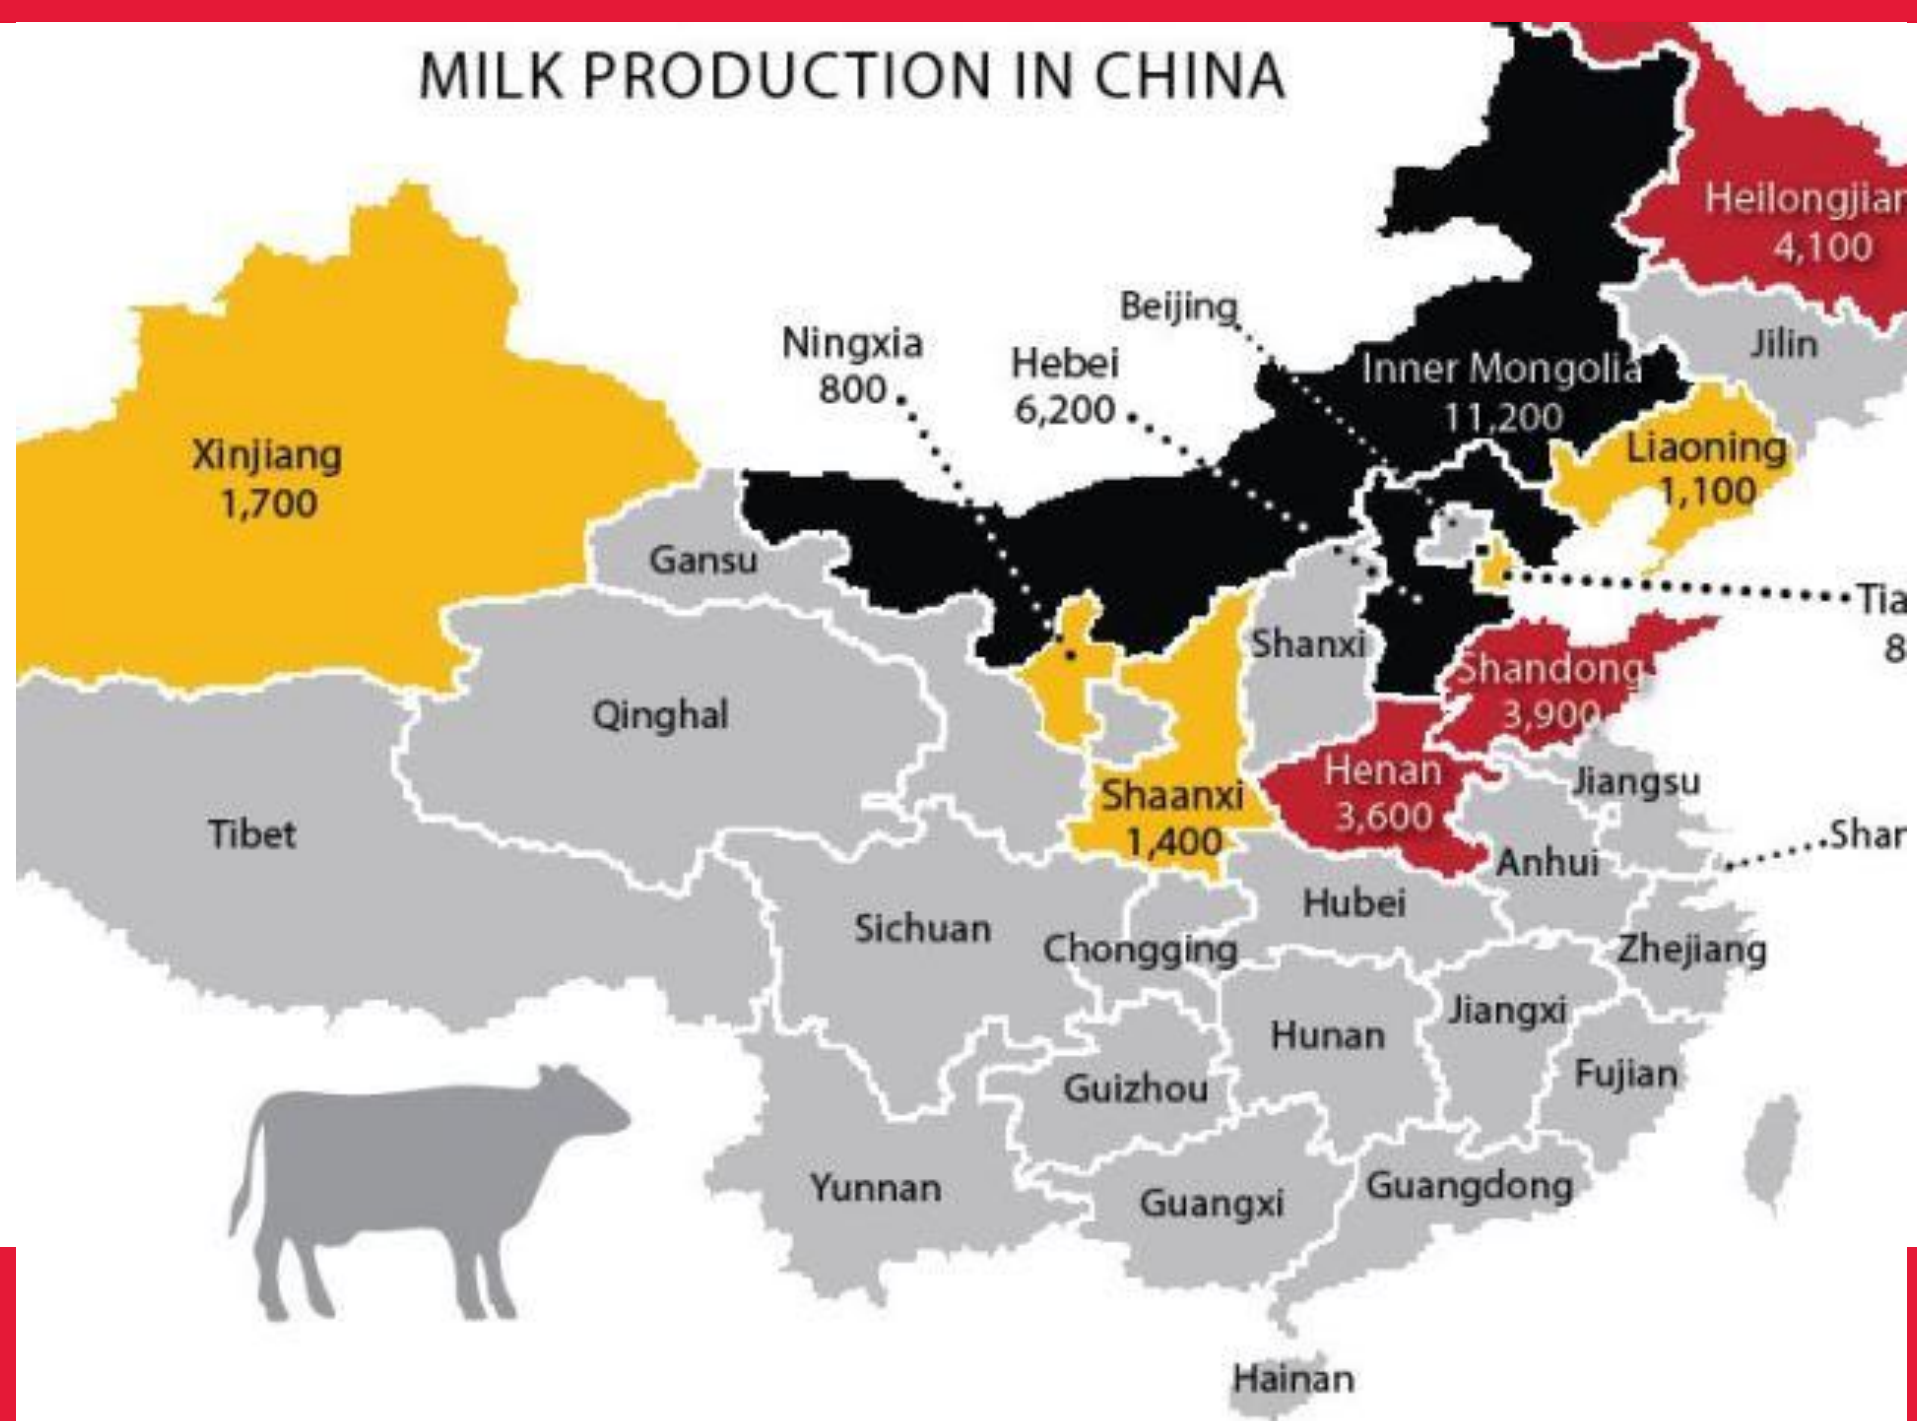 MILK PRODUCTION IN CHINA
Heilongjian
4,100
Beijing
Ningxia
800
Hebei
6,200
Jilin
Inner Mongolia
11,200
Xinjiang
1,700
Liaoning
1,100
Gansu
Tia
8
Shanxi
Shandong
3,900
Qinghal
Henan
3,600
Shaanxi
1,400
Jiangsu
Tibet
Shan
Anhui
Hubei
Sichuan
Chongging
Zhejiang
Jiangxi
Hunan
Fujian
Guizhou
Yunnan
Guangxi
Guangdong
Hainan